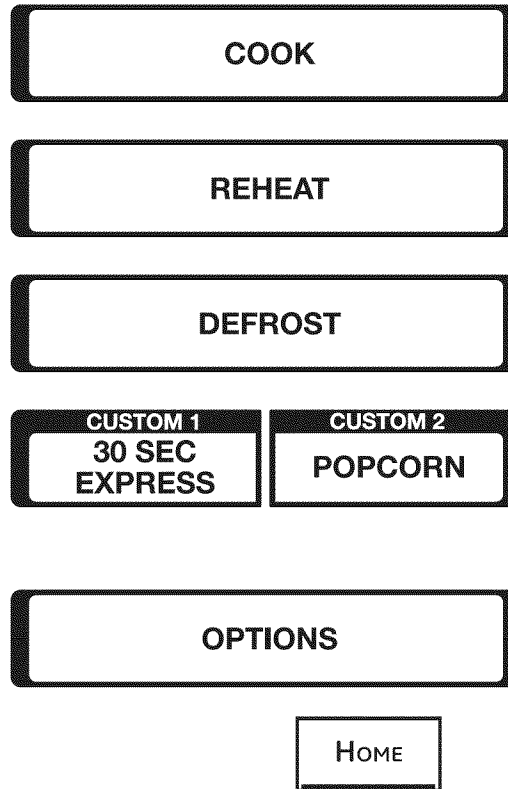 COOK
REHEAT
DEFROST
CUSTOM 1 CUSTOM 2
30 SEC
EXPRESS
POPCORN
OPTIONS
HOME